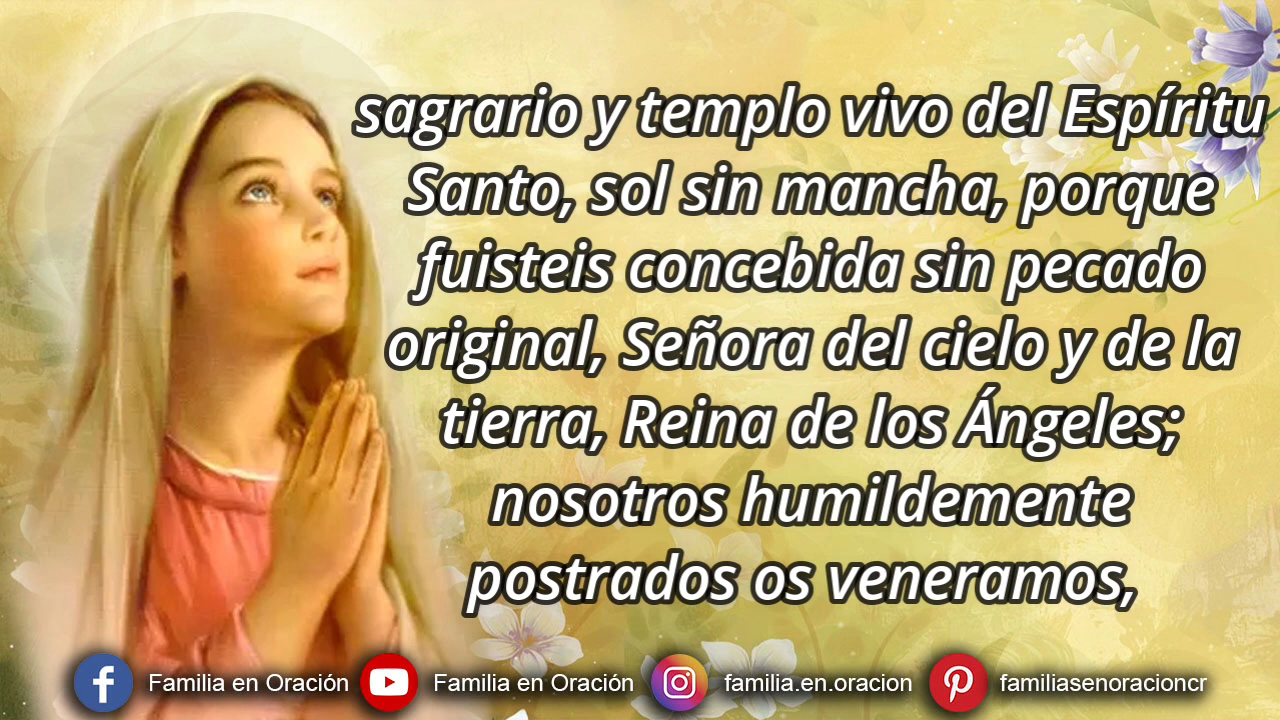 sagrario y templo vivo del Espíritu
Santo, sol sin mancha, porque
fuisteis concebida sin pecado
original, Señora del cielo y de la
tierra, Reina de los Ángeles;
nosotros humildemente
postrados os veneramos,
Familia en Oración
Familia en Oración
familia.en.oracion
familiasenoracioncr